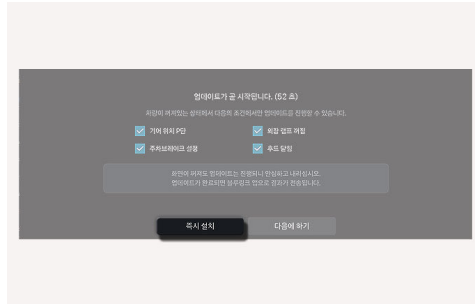 업데이트가 곧 시작됩니다. (52 초)
차량이 꺼져있는 상태에서 다음의 조건에서만 업데이트를 진행할 수 있습니다.
기어 위치 P단
외장 램프 꺼짐
주차브레이크 설정
후드 닫힘
화면이 꺼져도 업데이트는 진행되니 안심하고 내리십시오.
업데이트가 완료되면 블루링크 앱으로 결과가 전송됩니다.
즉시 설치
다음에 하기